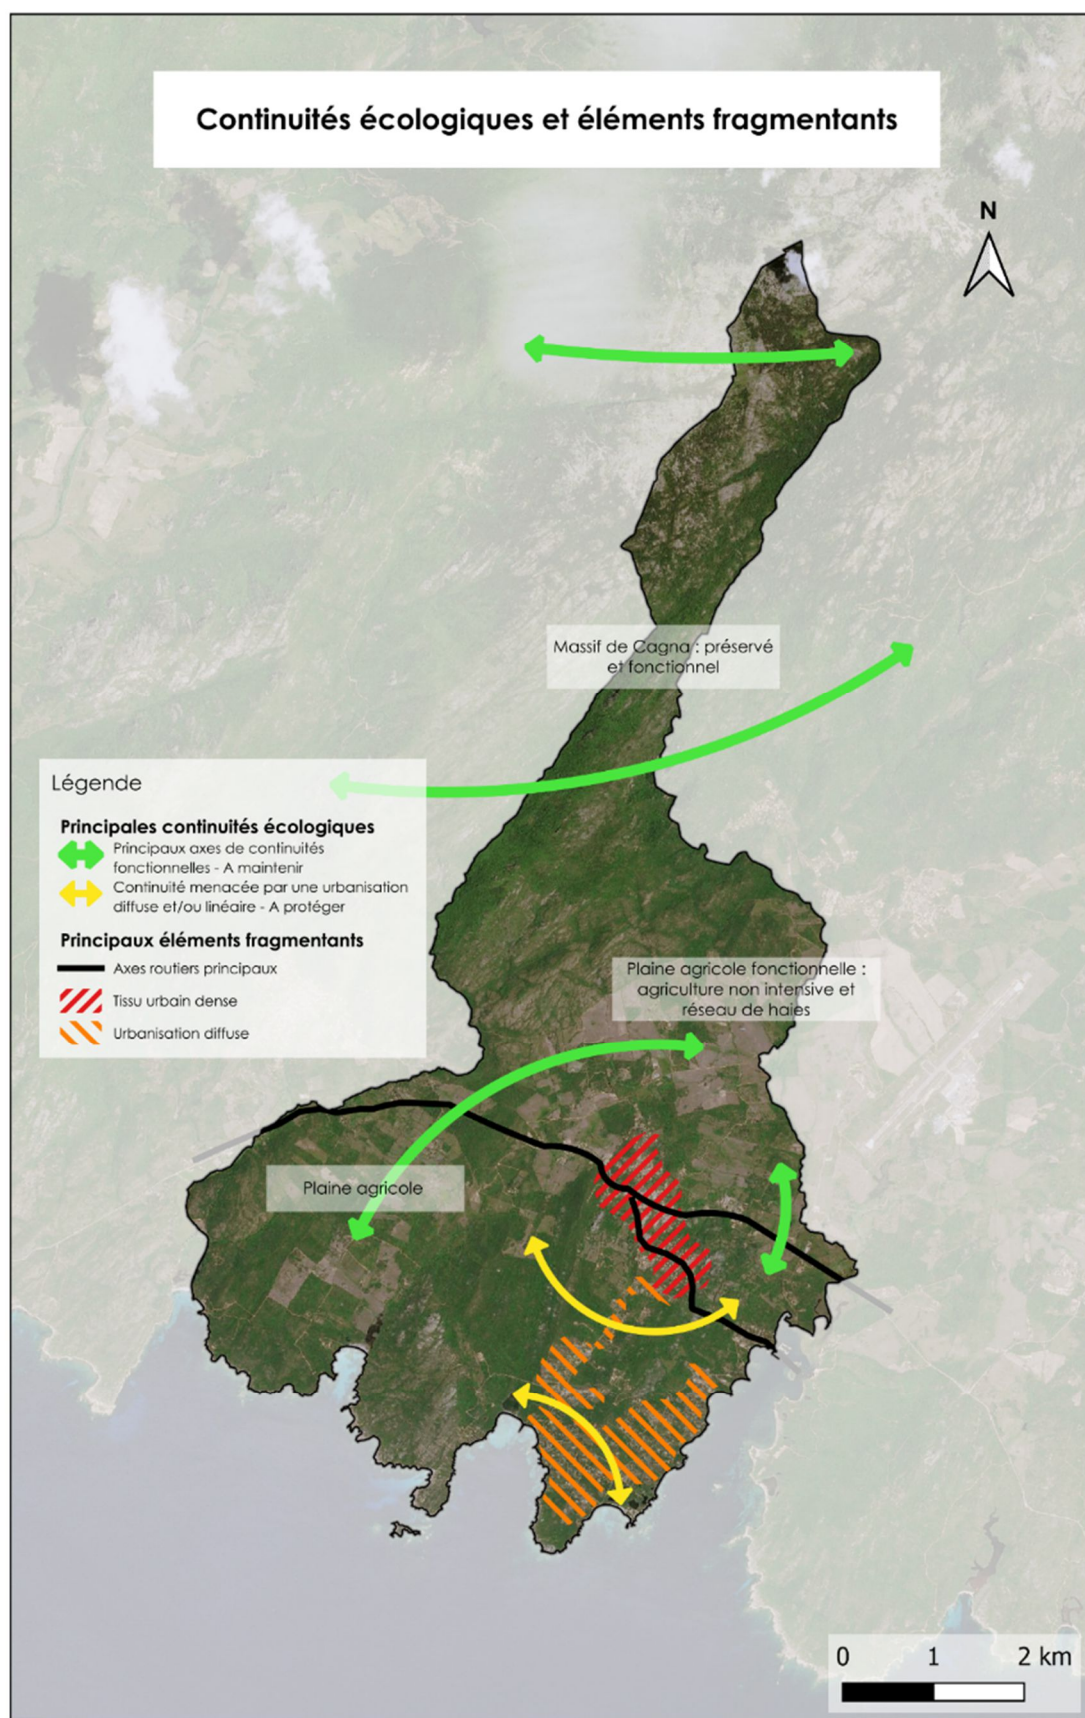 Continuités écologiques et éléments fragmentants
N
Massif de Cagna : préservé
et fonctionnel
Légende
Principales continuités écologiques
Principaux axes de continuités
fonctionnelles - A maintenir
Continuité menacée par une urbanisation
diffuse et/ou linéaire - A protéger
Principaux éléments fragmentants
Axes routiers principaux
Tissu urbain dense
Urbanisation diffuse
Plaine agricole fonctionnelle :
agriculture non intensive et
réseau de haies
Plaine agricole
0 1 2 km